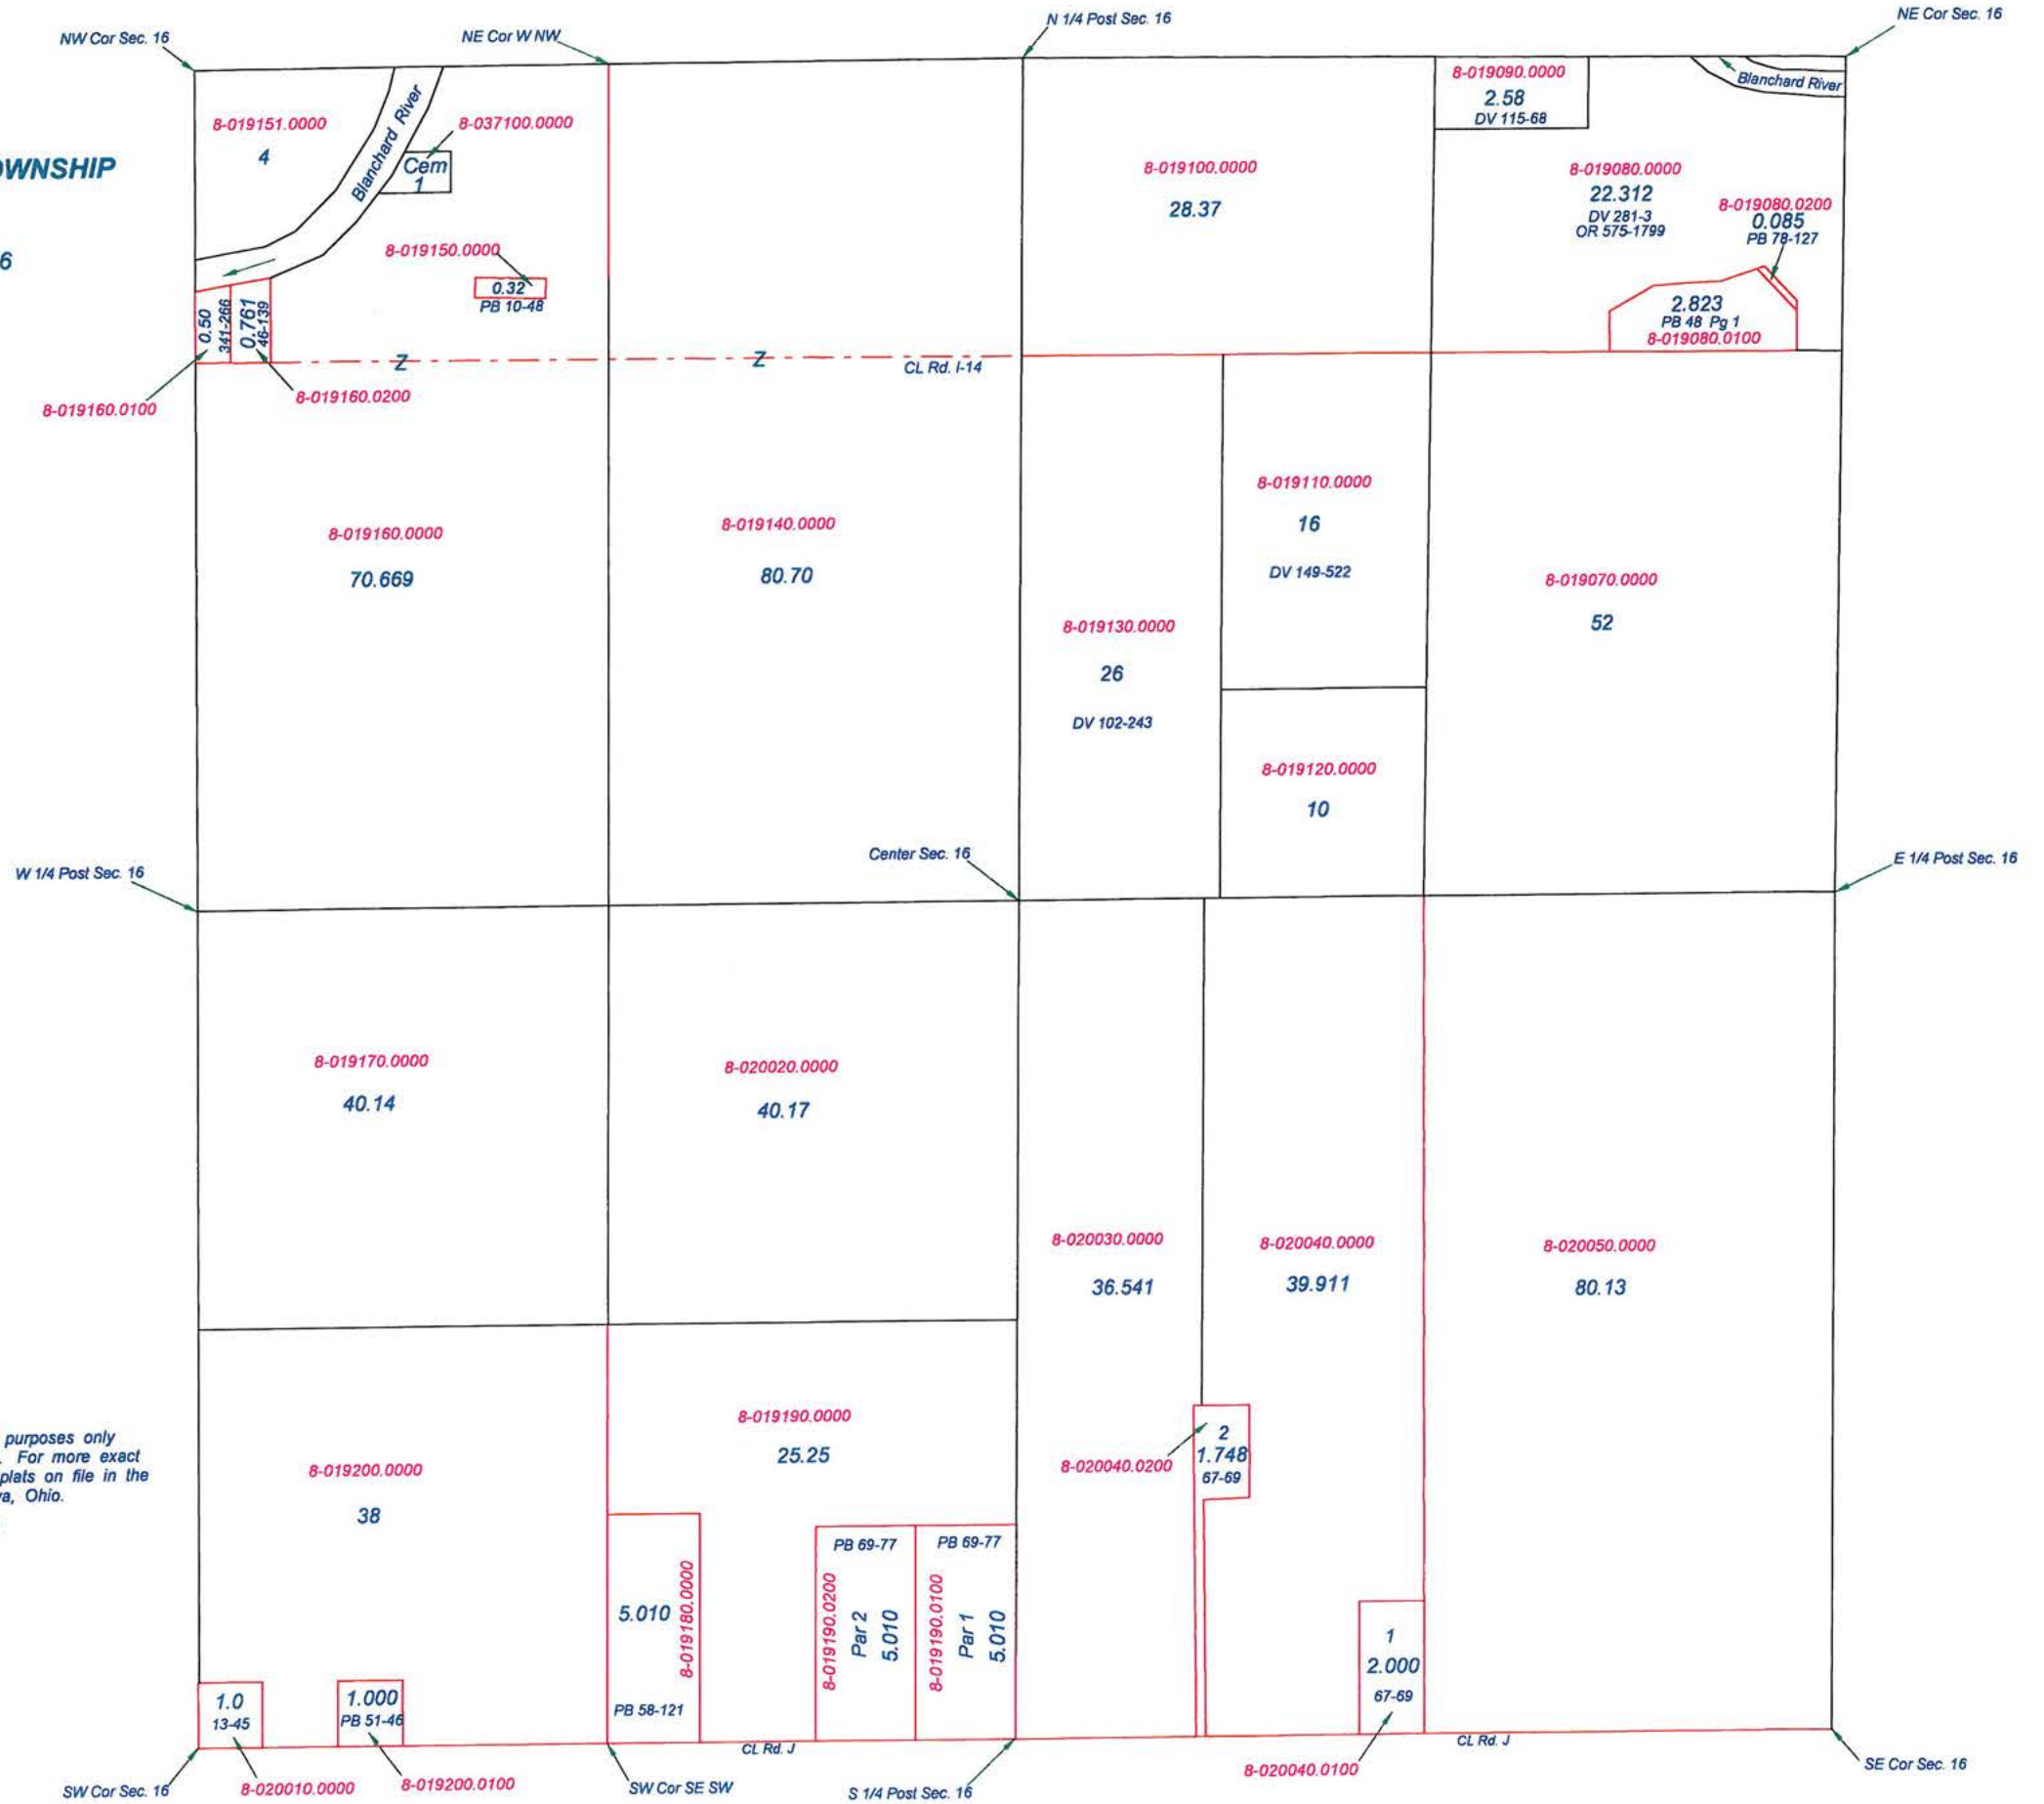 NW Cor Sec. 16
NE Cor W NW
N 1/4 Post Sec. 16
NE Cor Sec. 16
8-019151.0000
4
Blanchard River
8-037100.0000
Cem
1
8-019090.0000
2.58
DV 115-68
Blanchard River
WNSHIP
6
8-019100.0000
28.37
8-019080.0000
22.312
DV 281-3
OR 575-1799
8-019080.0200
0.085
PB 78-127
8-019150.0000
0.32
PB 10-48
0.50
341-266
0.761
46-139
2.823
PB 48 Pg 1
8-019080.0100
Z
Z
CL Rd. I-14
8-019160.0100
8-019160.0200
8-019160.0000
70.669
8-019140.0000
80.70
8-019110.0000
16
DV 149-522
8-019130.0000
26
DV 102-243
8-019070.0000
52
8-019120.0000
10
W 1/4 Post Sec. 16
Center Sec. 16
E 1/4 Post Sec. 16
8-019170.0000
40.14
8-020020.0000
40.17
8-020030.0000
36.541
8-020040.0000
39.911
8-020050.0000
80.13
purposes only
For more exact
plats on file in the
a, Ohio.
8-019200.0000
38
8-019190.0000
25.25
8-020040.0200
2
1.748
67-69
5.010
8-019180.0000
PB 58-121
PB 69-77
8-019190.0200
Par 2
5.010
PB 69-77
8-019190.0100
Par 1
5.010
1
2.000
67-69
1.0
13-45
1.000
PB 51-46
CL Rd. J
CL Rd. J
SW Cor Sec. 16
8-020010.0000
8-019200.0100
SW Cor SE SW
S 1/4 Post Sec. 16
8-020040.0100
SE Cor Sec. 16